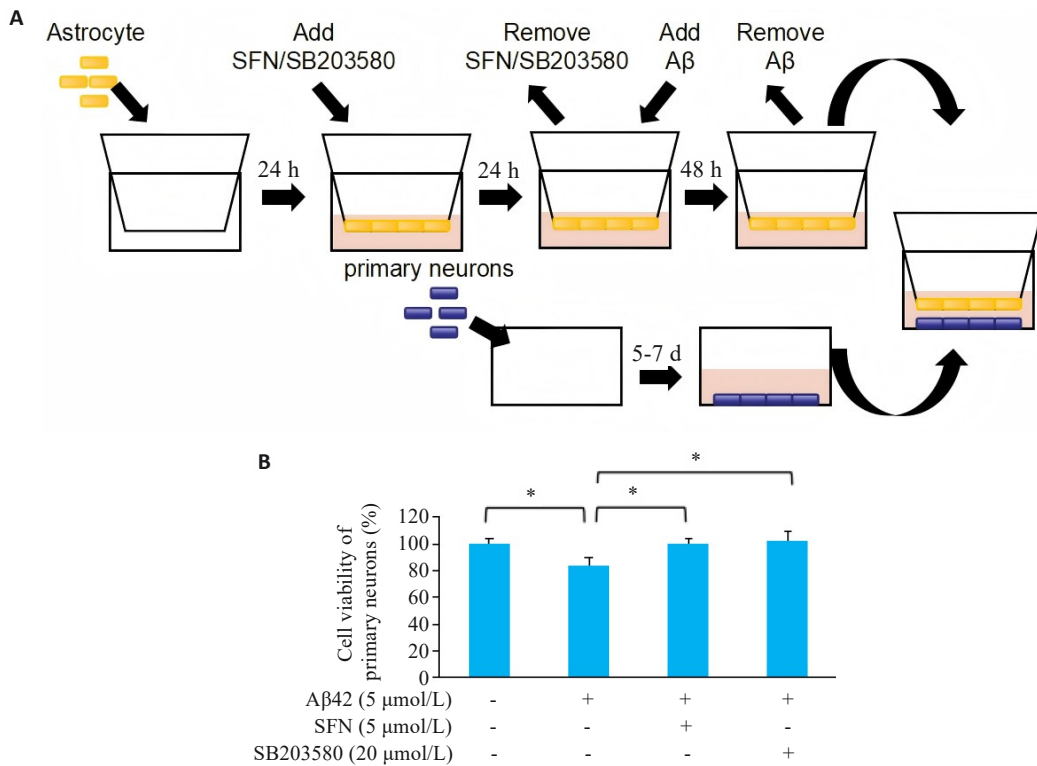 A
Astrocyte
Add
SFN/SB203580
Remove
SFN/SB203580
Add
Aβ
Remove
Aβ
24 h
24 h
48 h
primary neurons
5-7 d
B
*
*
*
Cell viability of
primary neurons (%)
120
100
80
60
40
20
0
Aβ42 (5 μmol/L) - + + +
SFN (5 μmol/L) - - + -
SB203580 (20 μmol/L) - - - +